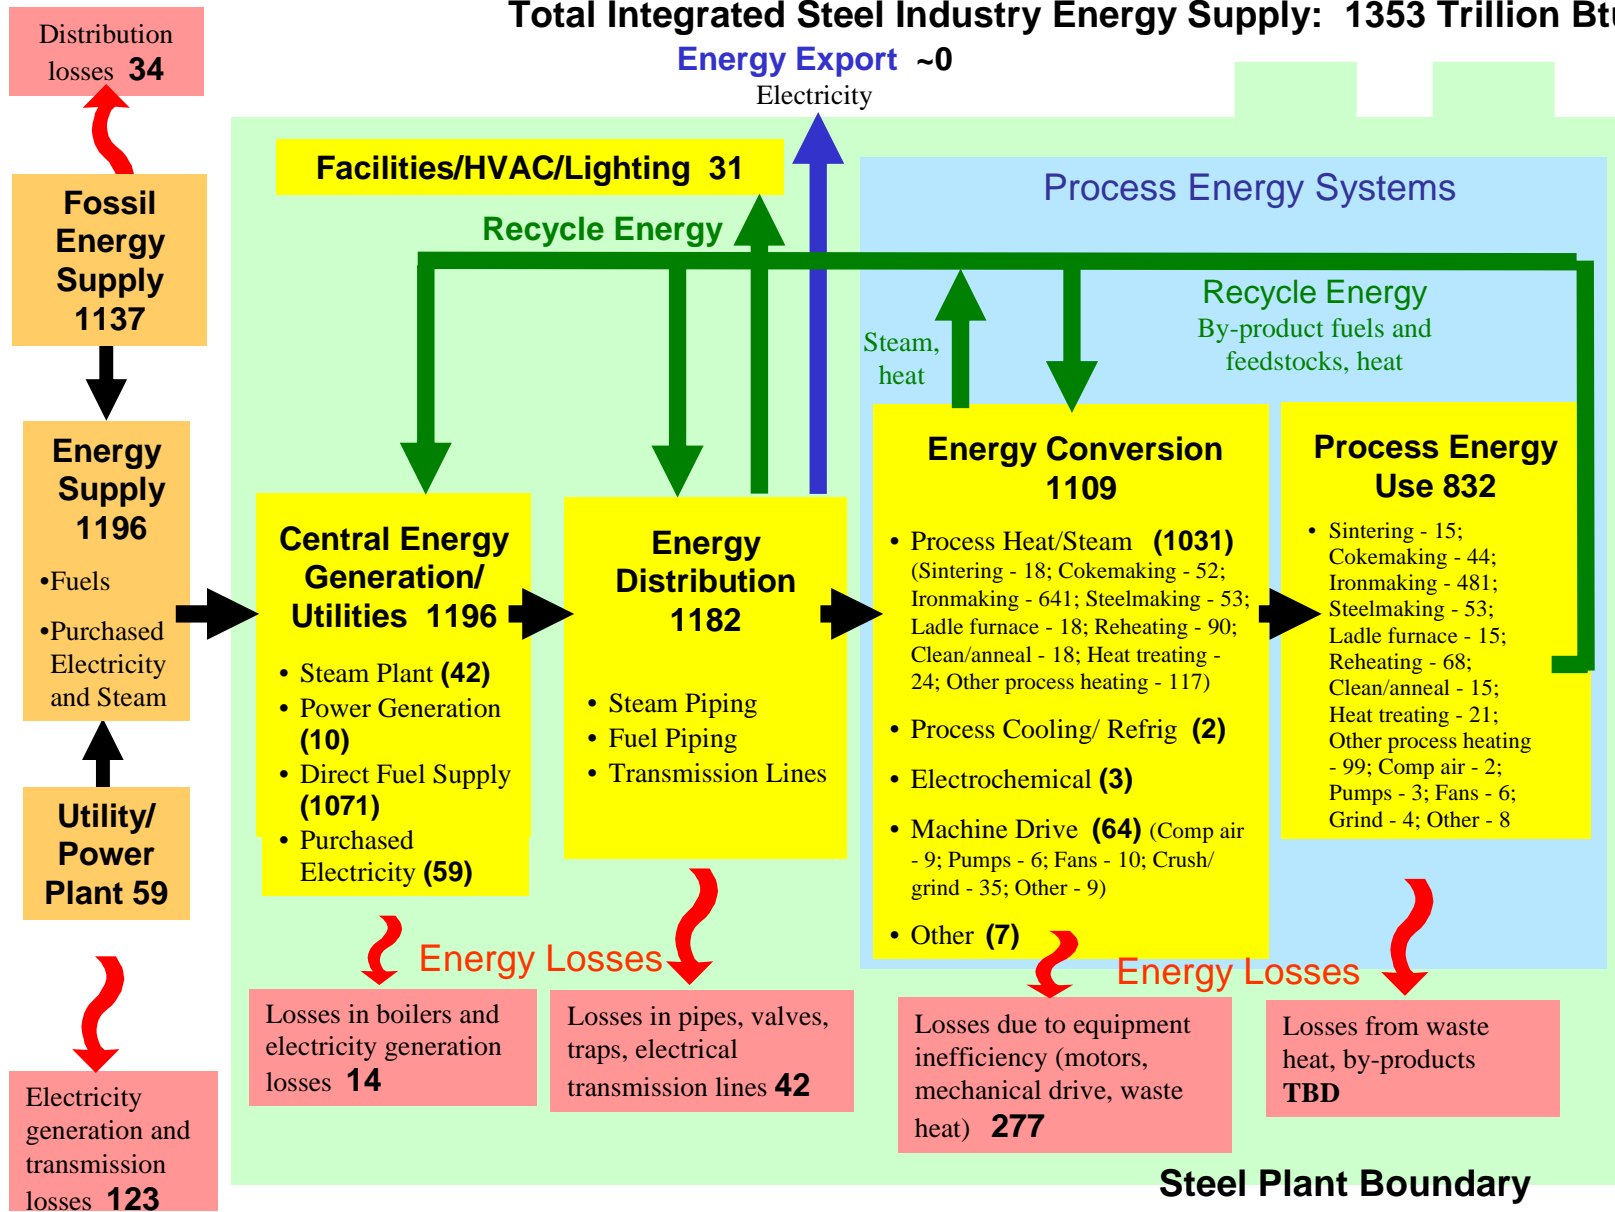 Total Integrated Steel Industry Energy Supply: 1353 Trillion Btu
Distribution
losses 34
Energy Export ~0
Electricity
Facilities/HVAC/Lighting 31
Process Energy Systems
Recycle Energy
Fossil
Energy
Supply
1137
Recycle Energy
By-product fuels and
feedstocks, heat
Steam,
heat
Energy
Supply
1196
•Fuels
•Purchased
Electricity
and Steam
Utility/
Power
Plant 59
Central Energy
Generation/
Utilities 1196
• Steam Plant (42)
• Power Generation
(10)
• Direct Fuel Supply
(1071)
• Purchased
Electricity (59)
Energy
Distribution
1182
• Steam Piping
• Fuel Piping
• Transmission Lines
Energy Conversion
1109
• Process Heat/Steam (1031)
(Sintering - 18; Cokemaking - 52;
Ironmaking - 641; Steelmaking - 53;
Ladle furnace - 18; Reheating - 90;
Clean/anneal - 18; Heat treating -
24; Other process heating - 117)
• Process Cooling/ Refrig (2)
• Electrochemical (3)
• Machine Drive (64) (Comp air
- 9; Pumps - 6; Fans - 10; Crush/
grind - 35; Other - 9)
• Other (7)
Process Energy
Use 832
• Sintering - 15;
Cokemaking - 44;
Ironmaking - 481;
Steelmaking - 53;
Ladle furnace - 15;
Reheating - 68;
Clean/anneal - 15;
Heat treating - 21;
Other process heating
- 99; Comp air - 2;
Pumps - 3; Fans - 6;
Grind - 4; Other - 8
Energy Losses
Energy Losses
Electricity
generation and
transmission
losses 123
Losses in boilers and
electricity generation
losses 14
Losses in pipes, valves,
traps, electrical
transmission lines 42
Losses due to equipment
inefficiency (motors,
mechanical drive, waste
heat) 277
Losses from waste
heat, by-products
TBD
Steel Plant Boundary